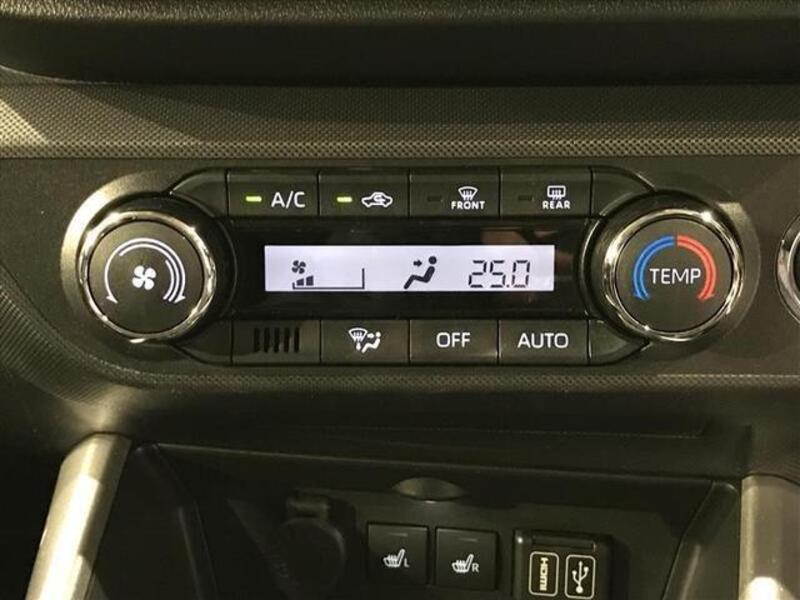 A/C
FRONT
REAR
25.0
TEMP
OFF
AUTO
L
R
HDMI